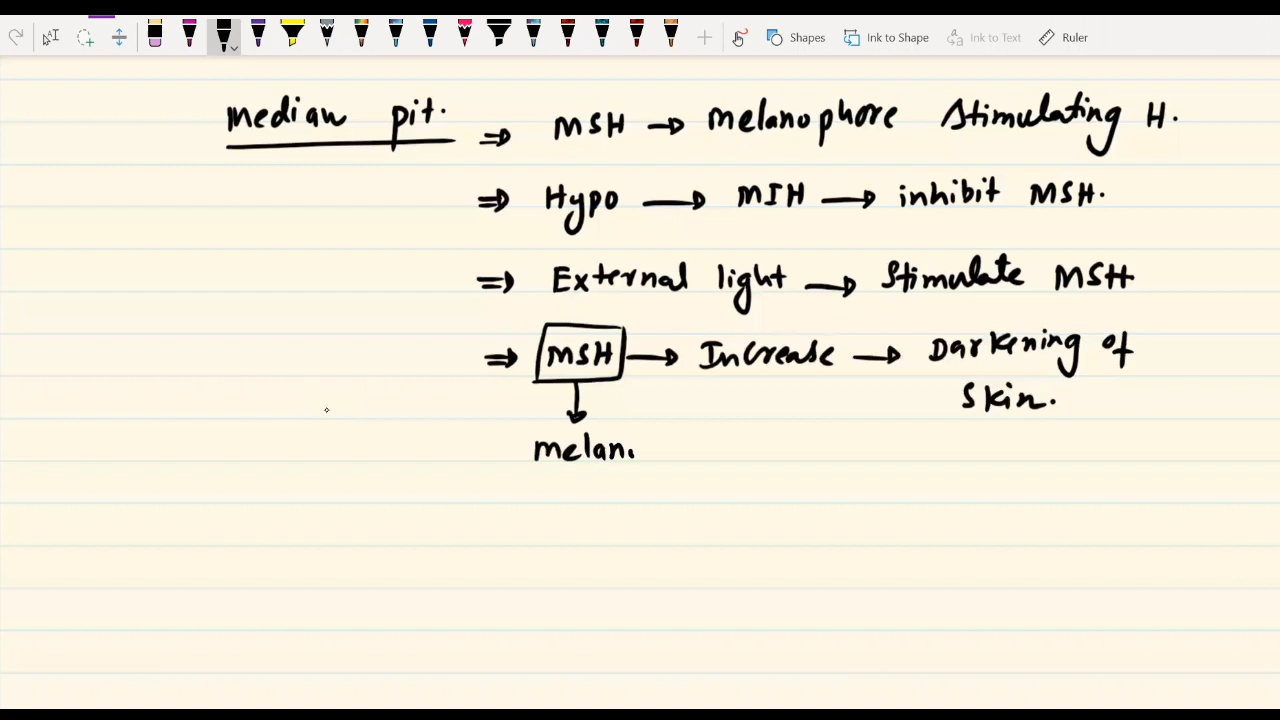 Shapes Ink to Shape Ink to Text Ruler
median pit. ⇒ MSH → melanophore Stimulating H.
⇒ Hypo → MIH → inhibit MSH.
⇒ External light → Stimulate MSH
⇒ MSH → Increase → Darkening of
skin.
↓
melan.